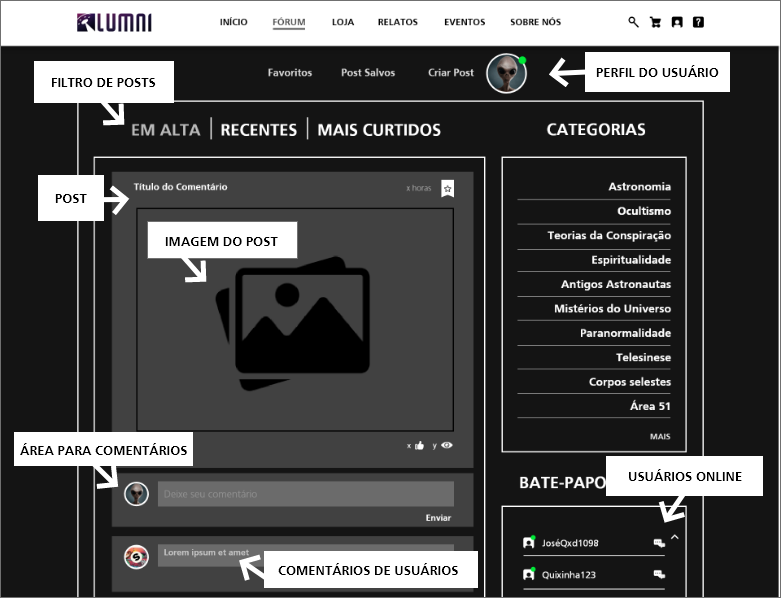 LUMNI
INÍCIO FÓRUM LOJA RELATOS EVENTOS SOBRE NÓS
Favoritos Post Salvos Criar Post
PERFIL DO USUÁRIO
FILTRO DE POSTS
EM ALTA RECENTES MAIS CURTIDOS
CATEGORIAS
POST
Título do Comentário
x horas
IMAGEM DO POST
Astronomia
Ocultismo
Teorias da Conspiração
Espiritualidade
Antigos Astronautas
Mistérios do Universo
Paranormalidade
Telesinese
Corpos selestes
Área 51
MAIS
x y
ÁREA PARA COMENTÁRIOS
Deixe seu comentário
Enviar
Lorem ipsum et amet
COMENTÁRIOS DE USUÁRIOS
BATE-PAPO
USUÁRIOS ONLINE
JoséQxd1098
Quixinha123